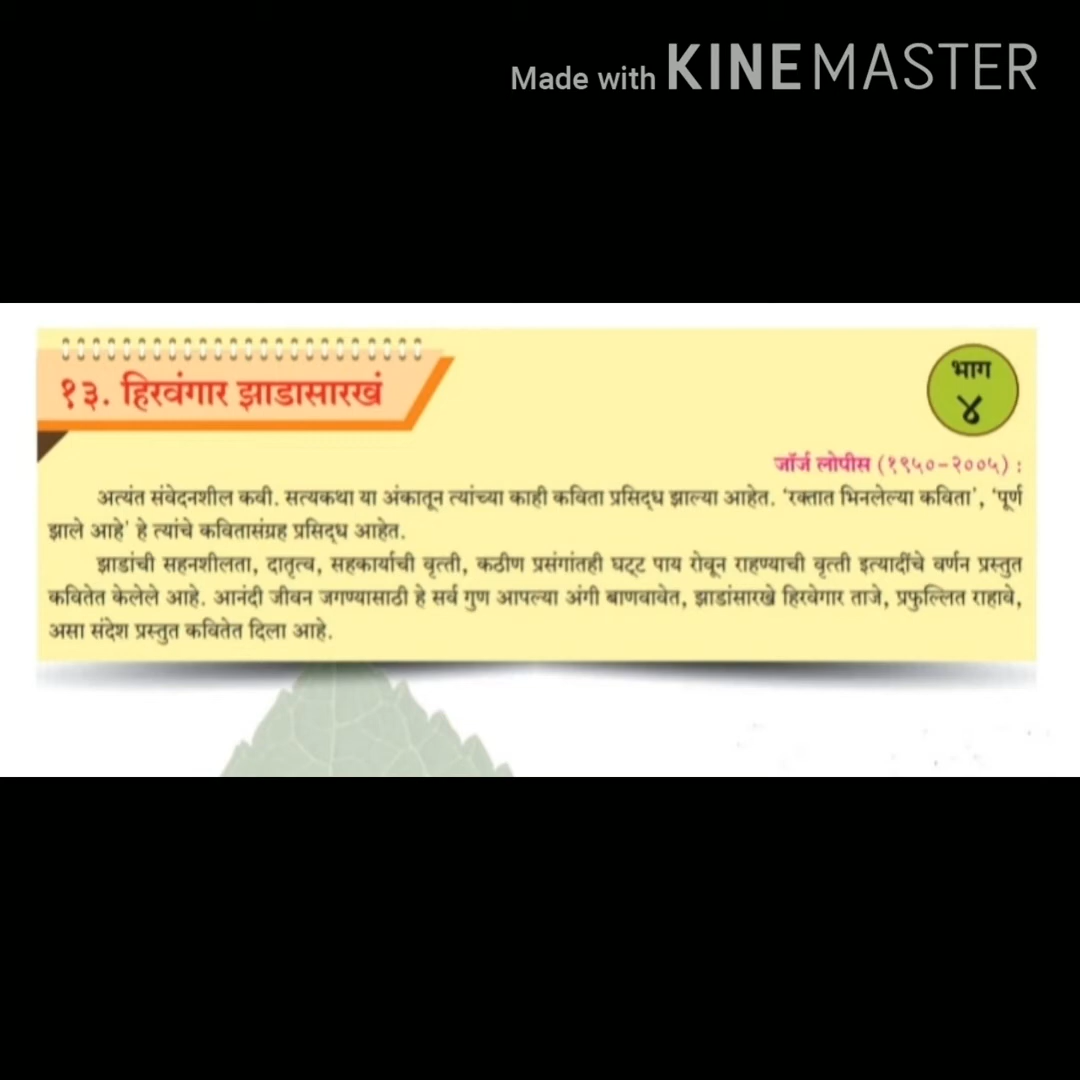 Made with KINEMASTER
१३. हिरवंगार झाडासारखं
भाग
४
जॉर्ज लोपीस (१९५०-२००५) :
अत्यंत संवेदनशील कवी. सत्यकथा या अंकातून त्यांच्या काही कविता प्रसिद्ध झाल्या आहेत. 'रक्तात भिनलेल्या कविता', 'पूर्ण
झाले आहे' हे त्यांचे कवितासंग्रह प्रसिद्ध आहेत.
झाडांची सहनशीलता, दातृत्व, सहकार्याची वृत्ती, कठीण प्रसंगांतही घट्ट पाय रोवून राहण्याची वृत्ती इत्यादींचे वर्णन प्रस्तुत
कवितेत केलेले आहे. आनंदी जीवन जगण्यासाठी हे सर्व गुण आपल्या अंगी बाणवावेत, झाडांसारखे हिरवेगार ताजे, प्रफुल्लित राहावे,
असा संदेश प्रस्तुत कवितेत दिला आहे.